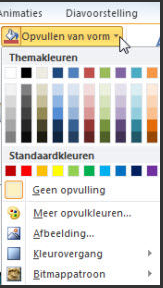 Animaties Diavoorstelling
Opvullen van vorm
Themakleuren
Standaardkleuren
Geen opvulling
Meer opvulkleuren...
Afbeelding...
Kleurovergang
Bitmappatroon